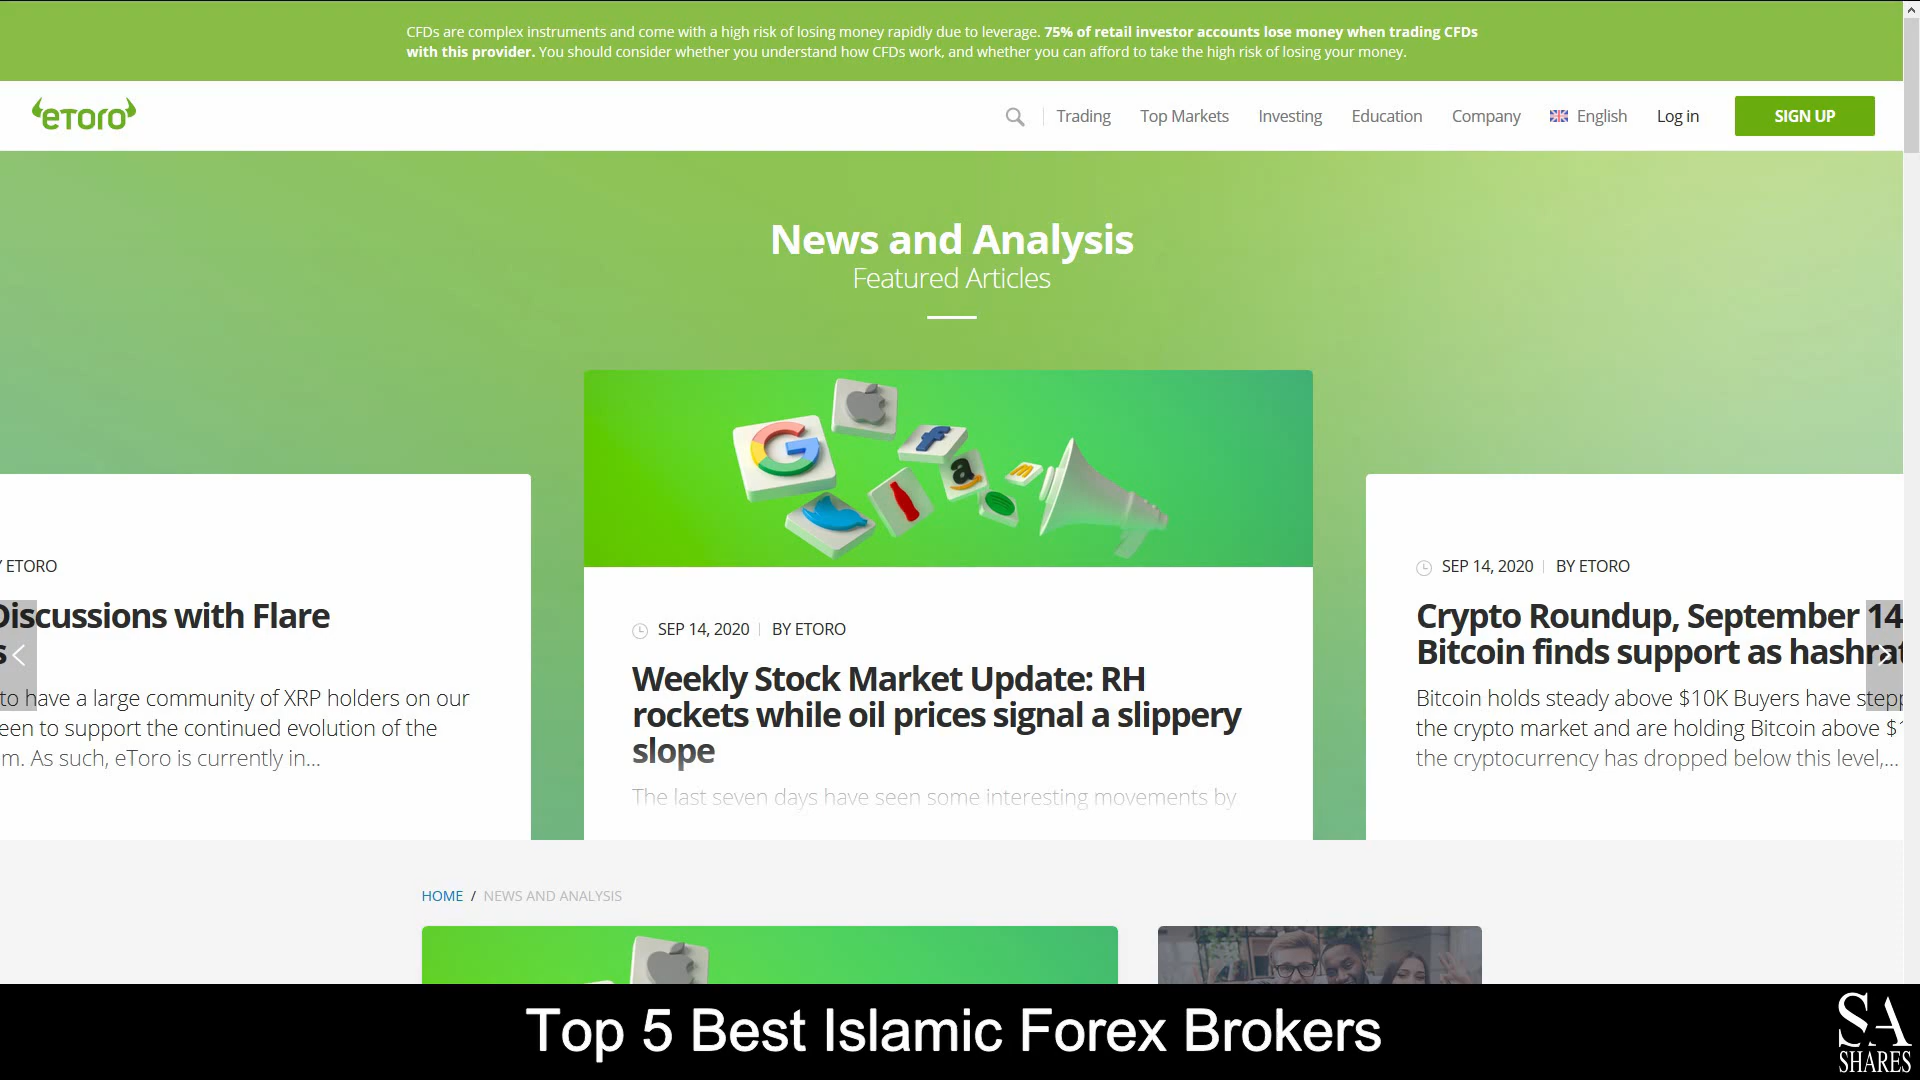 CFDs are complex instruments and come with a high risk of losing money rapidly due to leverage. 75% of retail investor accounts lose money when trading CFDs
with this provider. You should consider whether you understand how CFDs work, and whether you can afford to take the high risk of losing your money.
eToro
Trading
Top Markets
Investing
Education
Company
English
Log in
SIGN UP
News and Analysis
Featured Articles
Y ETORO
Discussions with Flare
s
to have a large community of XRP holders on our
een to support the continued evolution of the
m. As such, eToro is currently in...
SEP 14, 2020 | BY ETORO
Weekly Stock Market Update: RH
rockets while oil prices signal a slippery
slope
The last seven days have seen some interesting movements by
SEP 14, 2020 | BY ETORO
Crypto Roundup, September 14
Bitcoin finds support as hashrat
Bitcoin holds steady above $10K Buyers have stepp
the crypto market and are holding Bitcoin above $1
the cryptocurrency has dropped below this level,...
HOME / NEWS AND ANALYSIS
Top 5 Best Islamic Forex Brokers
SA
SHARES